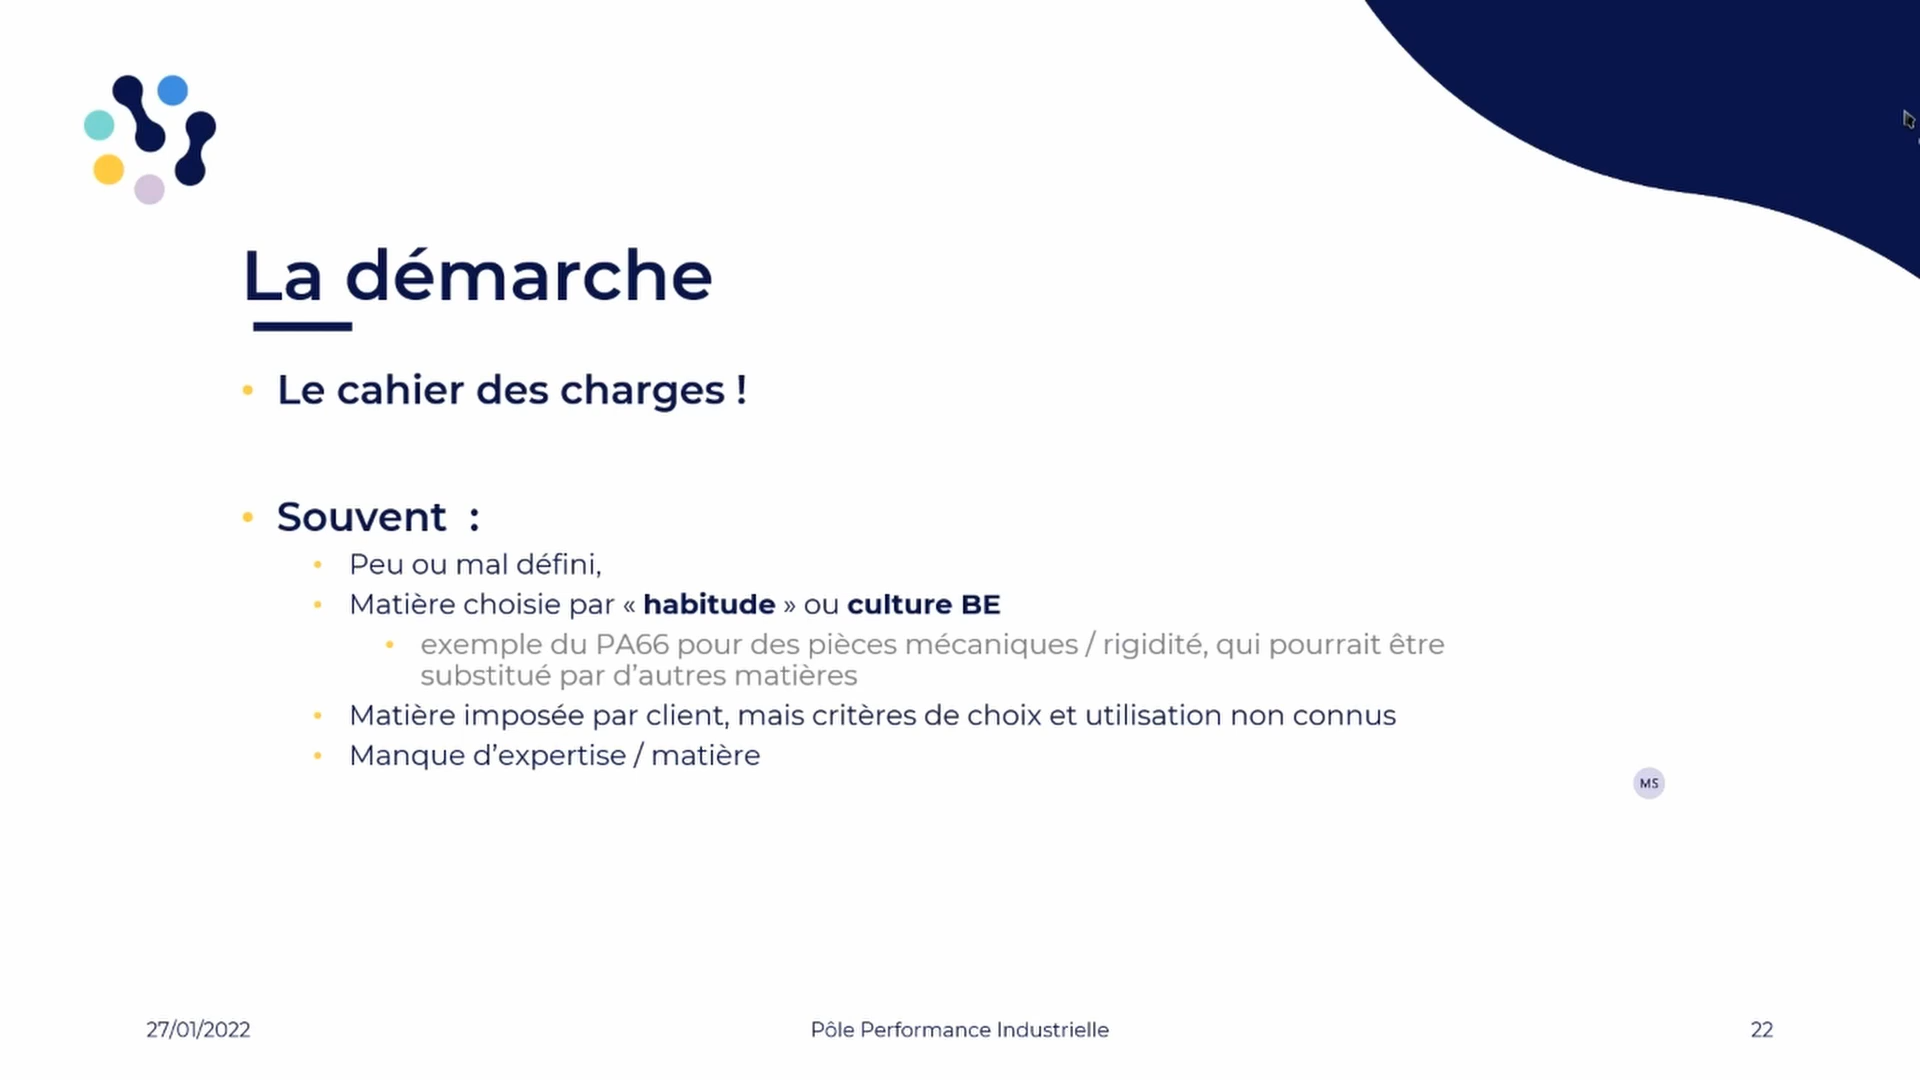 La démarche
• Le cahier des charges !
• Souvent :
• Peu ou mal défini,
• Matière choisie par « habitude » ou culture BE
• exemple du PA66 pour des pièces mécaniques / rigidité, qui pourrait être
substitué par d’autres matières
• Matière imposée par client, mais critères de choix et utilisation non connus
• Manque d’expertise / matière
MS
27/01/2022
Pôle Performance Industrielle
22